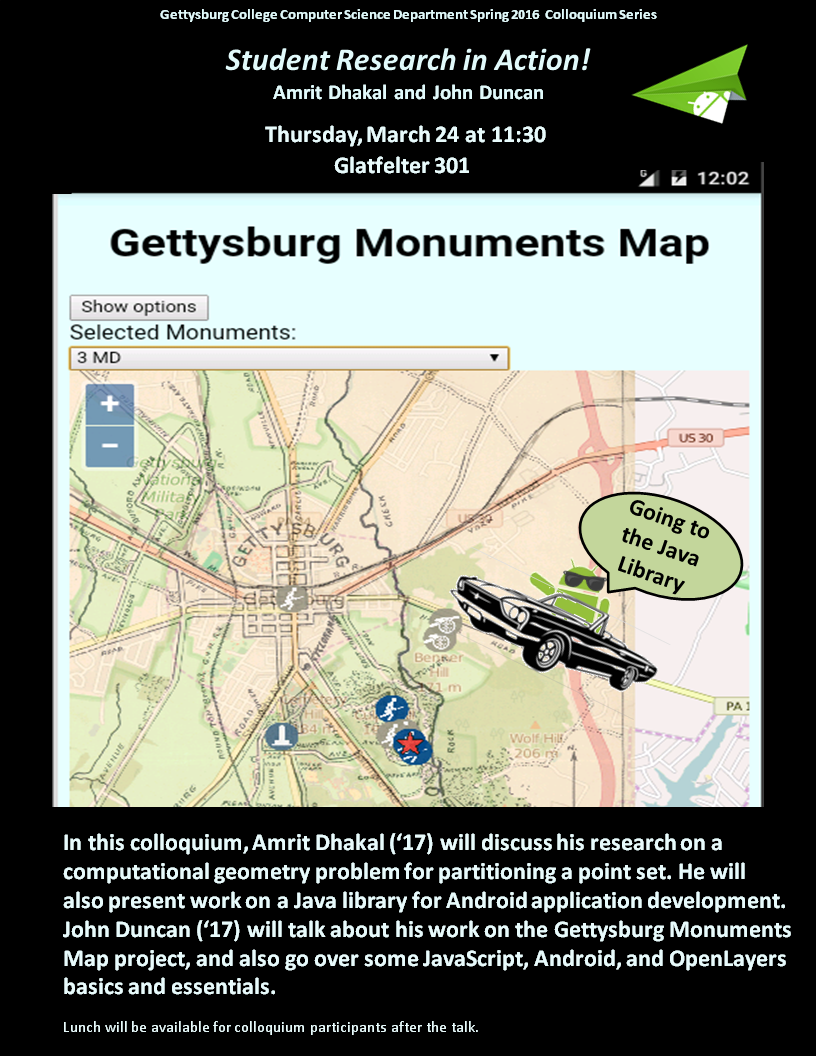 Gettysburg College Computer Science Department Spring 2016 Colloquium Series
Student Research in Action!
Amrit Dhakal and John Duncan
Thursday, March 24 at 11:30
Glatfelter 301
12:02
Gettysburg Monuments Map
Show options
Selected Monuments:
3 MD
+
−
US 30
Gettysburg
National
Military
GETTYSBURG
ROAD
CREEK
Going to
the Java
Library
Benner
Hill
ROAD
PA 1
Wolf Hill
206 m
ROCK
AVENUE
In this colloquium, Amrit Dhakal (‘17) will discuss his research on a
computational geometry problem for partitioning a point set. He will
also present work on a Java library for Android application development.
John Duncan (‘17) will talk about his work on the Gettysburg Monuments
Map project, and also go over some JavaScript, Android, and OpenLayers
basics and essentials.
Lunch will be available for colloquium participants after the talk.